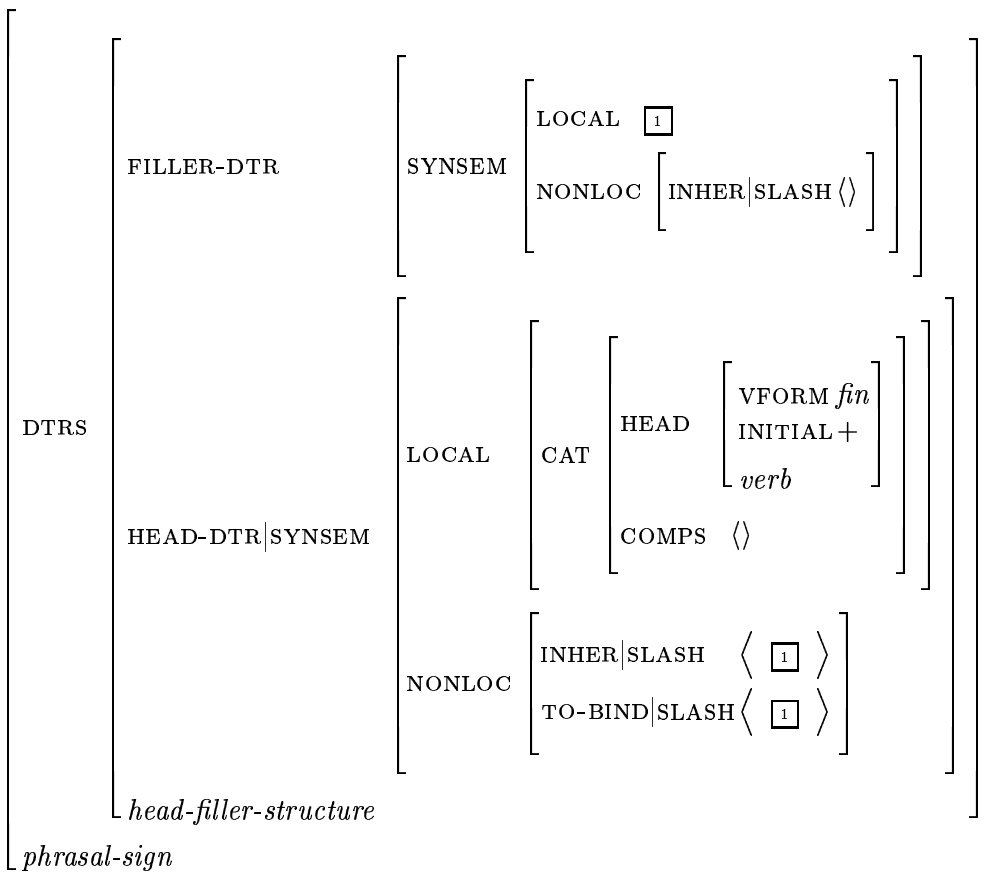 LOCAL 1
FILLER-DTR SYNSEM
NONLOC INHER|SLASH ⟨⟩
VFORM fin
HEAD INITIAL +
DTRS
LOCAL CAT
verb
HEAD-DTR|SYNSEM COMPS ⟨⟩
INHER|SLASH ⟨ 1 ⟩
NONLOC
TO-BIND|SLASH ⟨ 1 ⟩
head-filler-structure
phrasal-sign